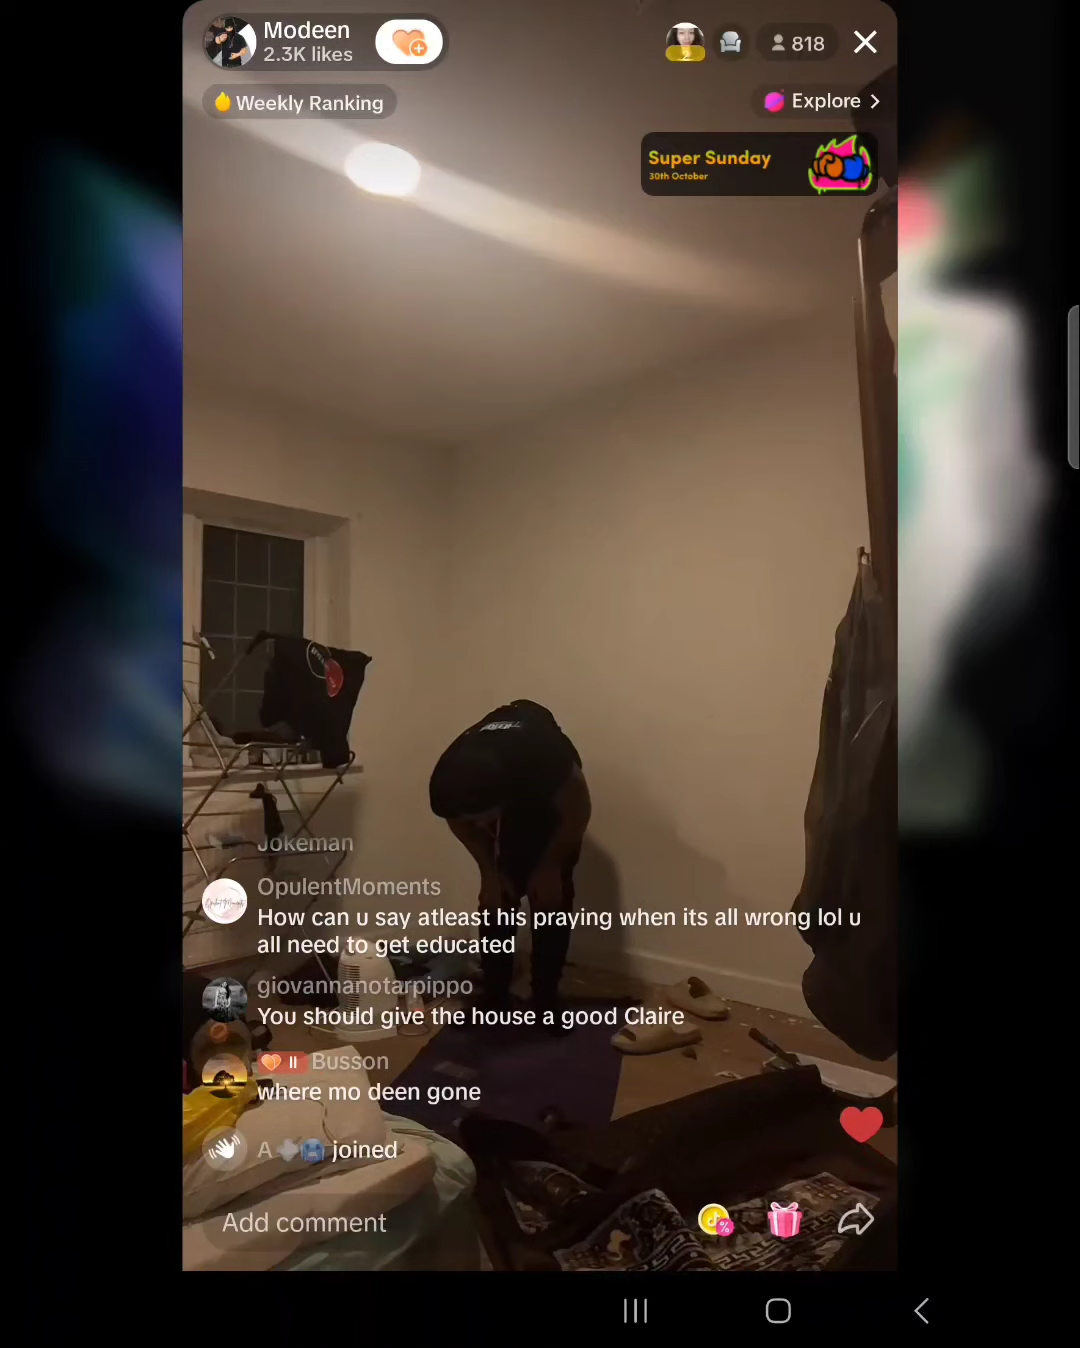 Modeen
2.3K likes
2
818
Weekly Ranking
Explore
Super Sunday
30th October
Jokeman
OpulentMoments
How can u say atleast his praying when its all wrong lol u
all need to get educated
giovannanotarpippo
You should give the house a good Claire
II Busson
where mo deen gone
A 🥶 joined
Add comment
%